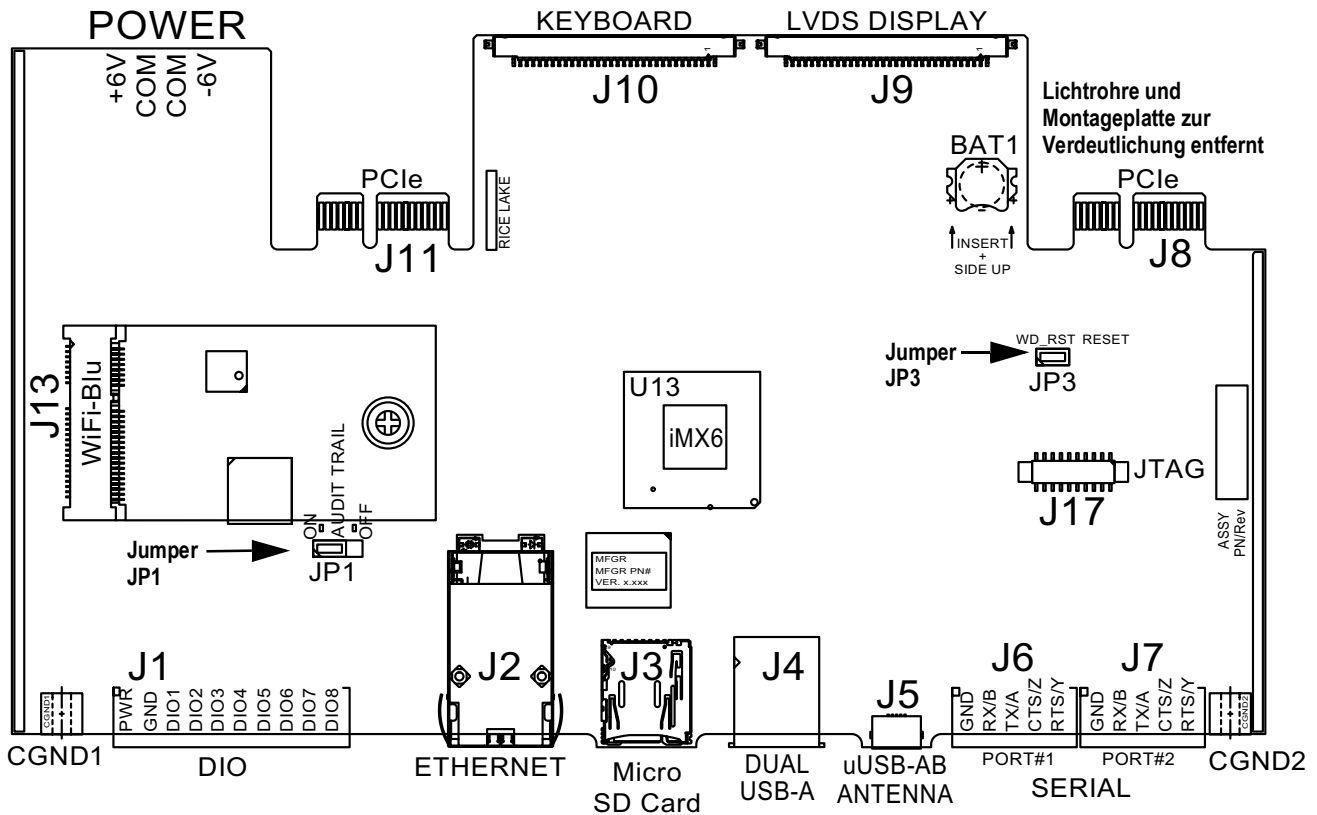 POWER
+6V
COM
COM
-6V
KEYBOARD
J10
LVDS DISPLAY
1
J9
Lichtrohre und
Montageplatte zur
Verdeutlichung entfernt
BAT1
+
-
+
+
INSERT
+
SIDE UP
PCIe
J11
RICE LAKE
PCIe
J8
J13
WiFi-Blu
U13
iMX6
Jumper
JP3
WD_RST RESET
JP3
JTAG
J17
ASSY
PN/Rev
ON
AUDIT TRAIL
OFF
Jumper
JP1
JP1
MFGR
MFGR PN#
VER. x.xxx
J1
PWR
GND
DIO1
DIO2
DIO3
DIO4
DIO5
DIO6
DIO7
DIO8
DIO
CGND1
CGND1
J2
ETHERNET
J3
Micro
SD Card
J4
DUAL
USB-A
J5
uUSB-AB
ANTENNA
J6
GND
RX/B
TX/A
CTS/Z
RTS/Y
PORT#1
J7
GND
RX/B
TX/A
CTS/Z
RTS/Y
PORT#2
SERIAL
CGND2
CGND2